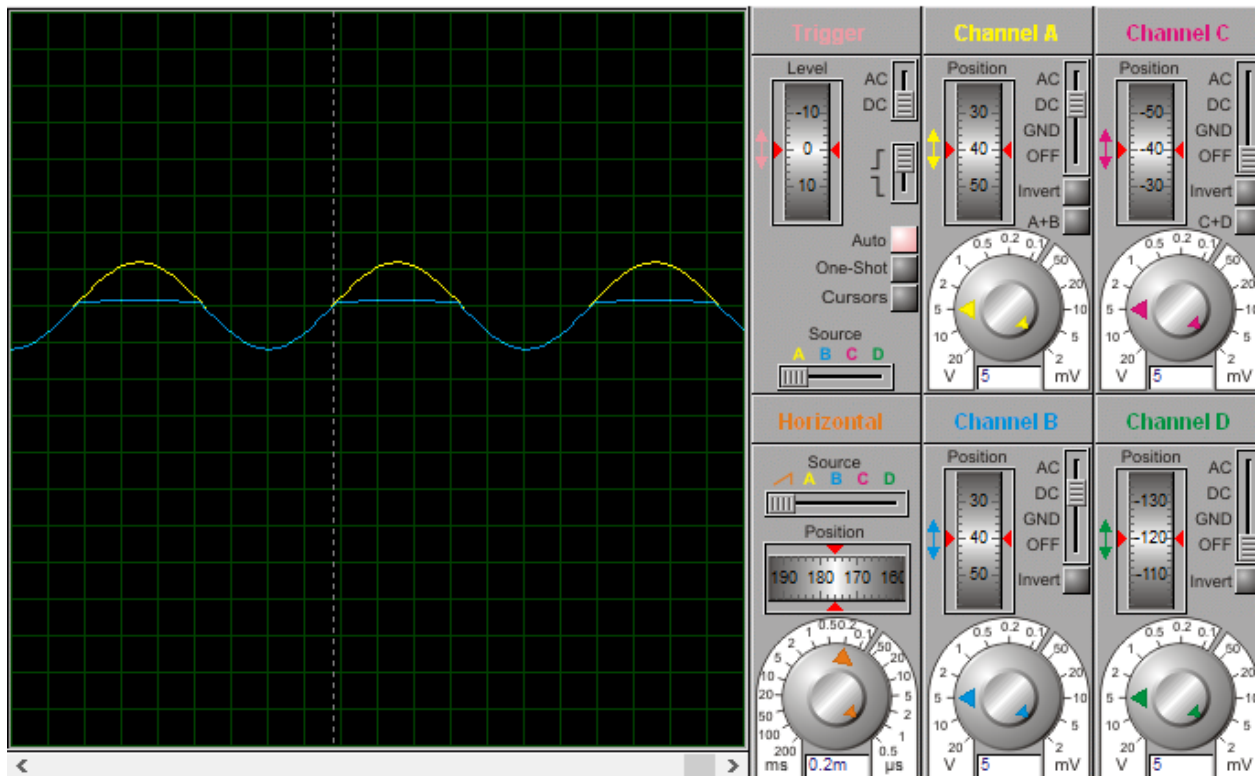 Trigger
Level
AC
DC
-10
0
10
Auto
One-Shot
Cursors
Source
A B C D
Channel A
Position
AC
DC
GND
OFF
30
40
50
Invert
A+B
0.5 0.2 0.1
1 50
2 20
5 10
10 5
20 2
V 5 mV
Channel C
Position
AC
DC
GND
OFF
-50
-40
-30
Invert
C+D
0.5 0.2 0.1
1 50
2 20
5 10
10 5
20 2
V 5 mV
Horizontal
Source
A B C D
Position
190 180 170 160
0.5 0.2
1 0.1
2 50
5 20
10 10
20 5
50 2
100 1
200 0.5
ms 0.2m µs
Channel B
Position
AC
DC
GND
OFF
30
40
50
Invert
0.5 0.2 0.1
1 50
2 20
5 10
10 5
20 2
V 5 mV
Channel D
Position
AC
DC
GND
OFF
-130
-120
-110
Invert
0.5 0.2 0.1
1 50
2 20
5 10
10 5
20 2
V 5 mV